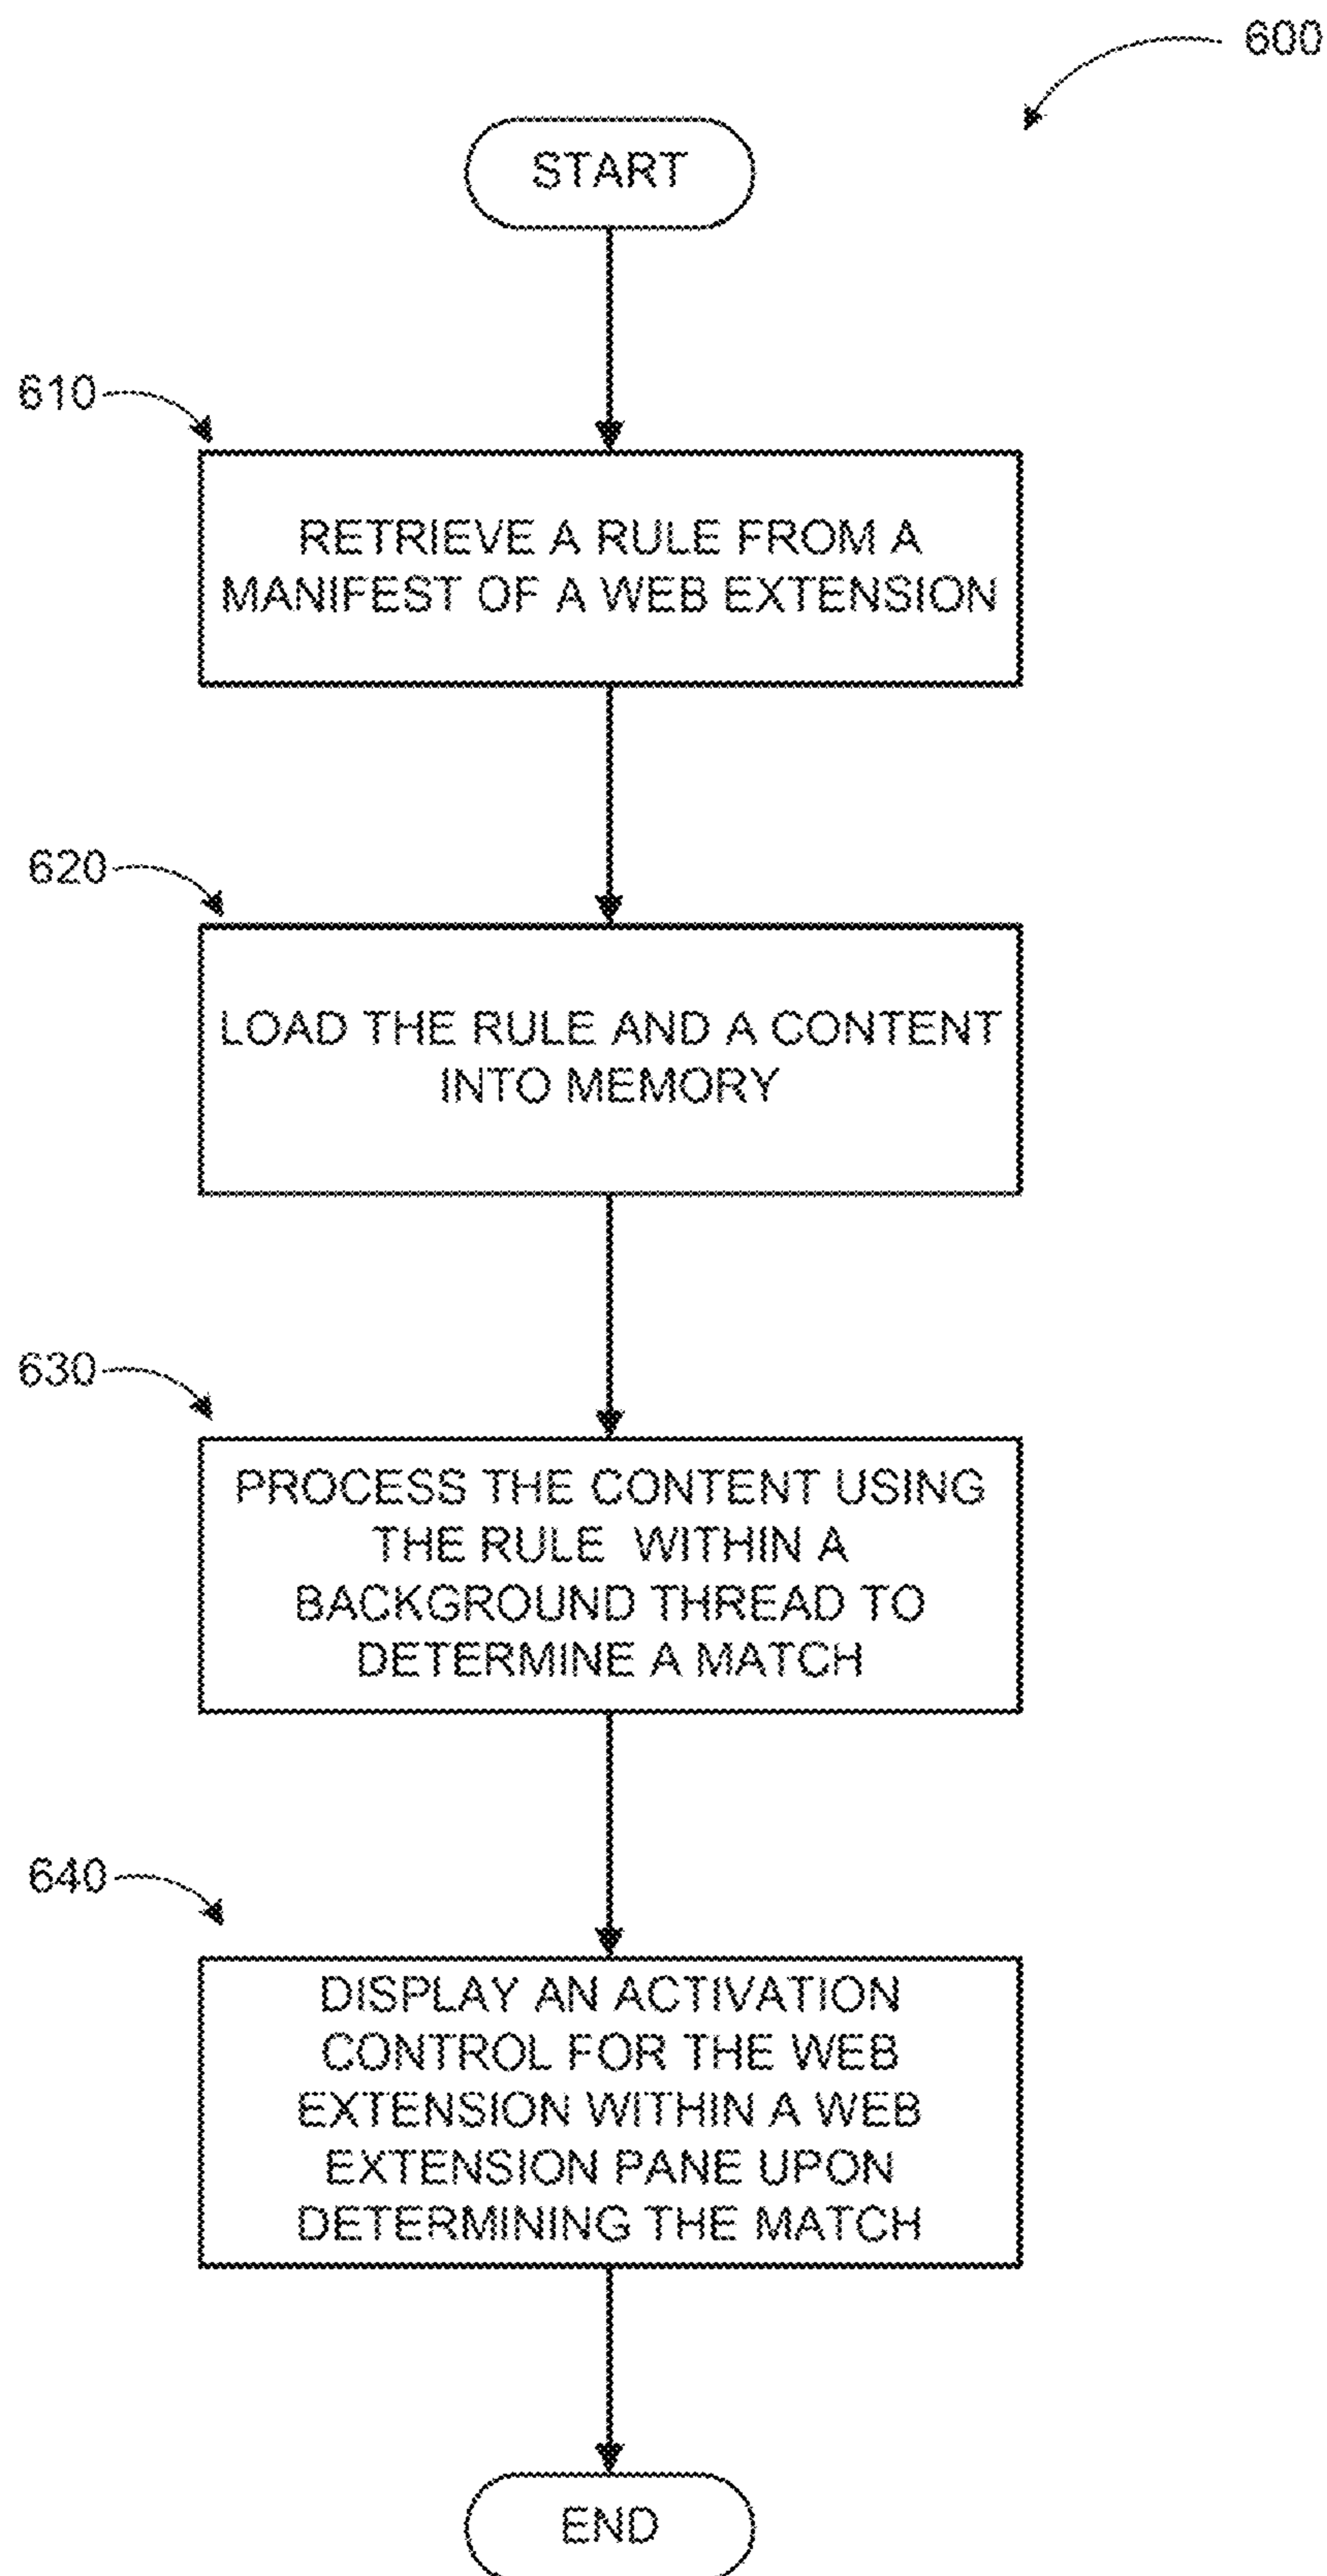 600
START
610
RETRIEVE A RULE FROM A
MANIFEST OF A WEB EXTENSION
620
LOAD THE RULE AND A CONTENT
INTO MEMORY
630
PROCESS THE CONTENT USING
THE RULE WITHIN A
BACKGROUND THREAD TO
DETERMINE A MATCH
640
DISPLAY AN ACTIVATION
CONTROL FOR THE WEB
EXTENSION WITHIN A WEB
EXTENSION PANE UPON
DETERMINING THE MATCH
END